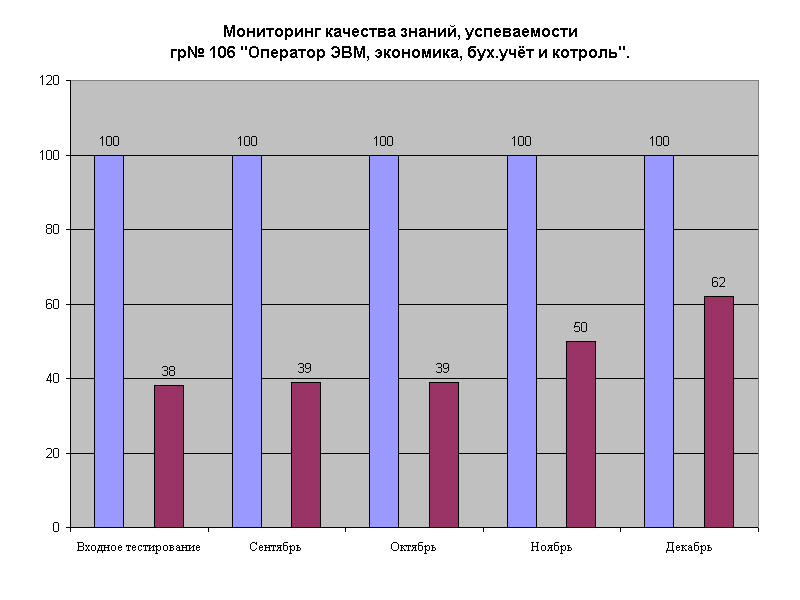 Мониторинг качества знаний, успеваемости
гр№ 106 "Оператор ЭВМ, экономика, бух.учёт и котроль".
120
100
80
60
40
20
0
100 38 100 39 100 39 100 50 100 62
Входное тестирование Сентябрь Октябрь Ноябрь Декабрь